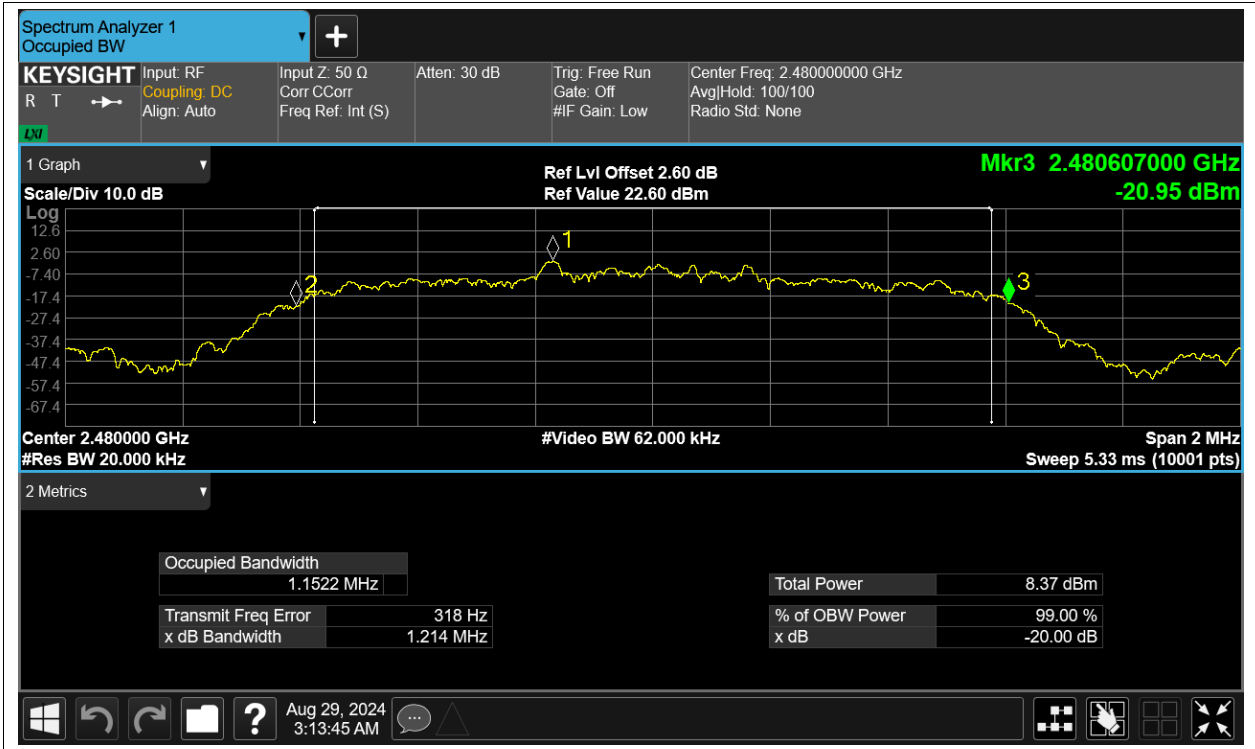 Spectrum Analyzer 1
Occupied BW
KEYSIGHT
R T
LXI
Input: RF
Coupling: DC
Align: Auto
Input Z: 50 Ω
Corr CCorr
Freq Ref: Int (S)
Atten: 30 dB
Trig: Free Run
Gate: Off
#IF Gain: Low
Center Freq: 2.480000000 GHz
Avg|Hold: 100/100
Radio Std: None
1 Graph
Scale/Div 10.0 dB
Ref Lvl Offset 2.60 dB
Ref Value 22.60 dBm
Mkr3 2.480607000 GHz
-20.95 dBm
Log
12.6
2.60
-7.40
-17.4
-27.4
-37.4
-47.4
-57.4
-67.4
1
2
3
Center 2.480000 GHz
#Video BW 62.000 kHz
Span 2 MHz
#Res BW 20.000 kHz
Sweep 5.33 ms (10001 pts)
2 Metrics
Occupied Bandwidth
1.1522 MHz
Total Power 8.37 dBm
Transmit Freq Error 318 Hz
% of OBW Power 99.00 %
x dB Bandwidth 1.214 MHz
x dB -20.00 dB
?
Aug 29, 2024
3:13:45 AM